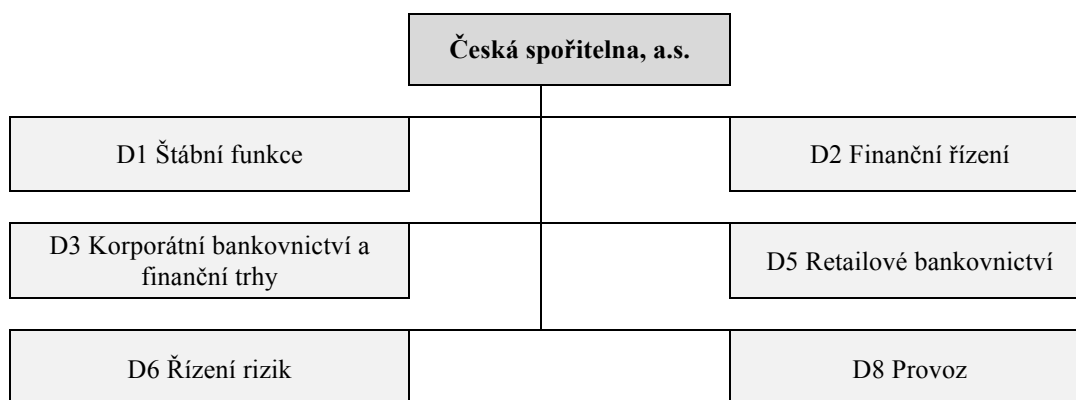 Česká spořitelna, a.s.
D1 Štábní funkce
D2 Finanční řízení
D3 Korporátní bankovnictví a
finanční trhy
D5 Retailové bankovnictví
D6 Řízení rizik
D8 Provoz